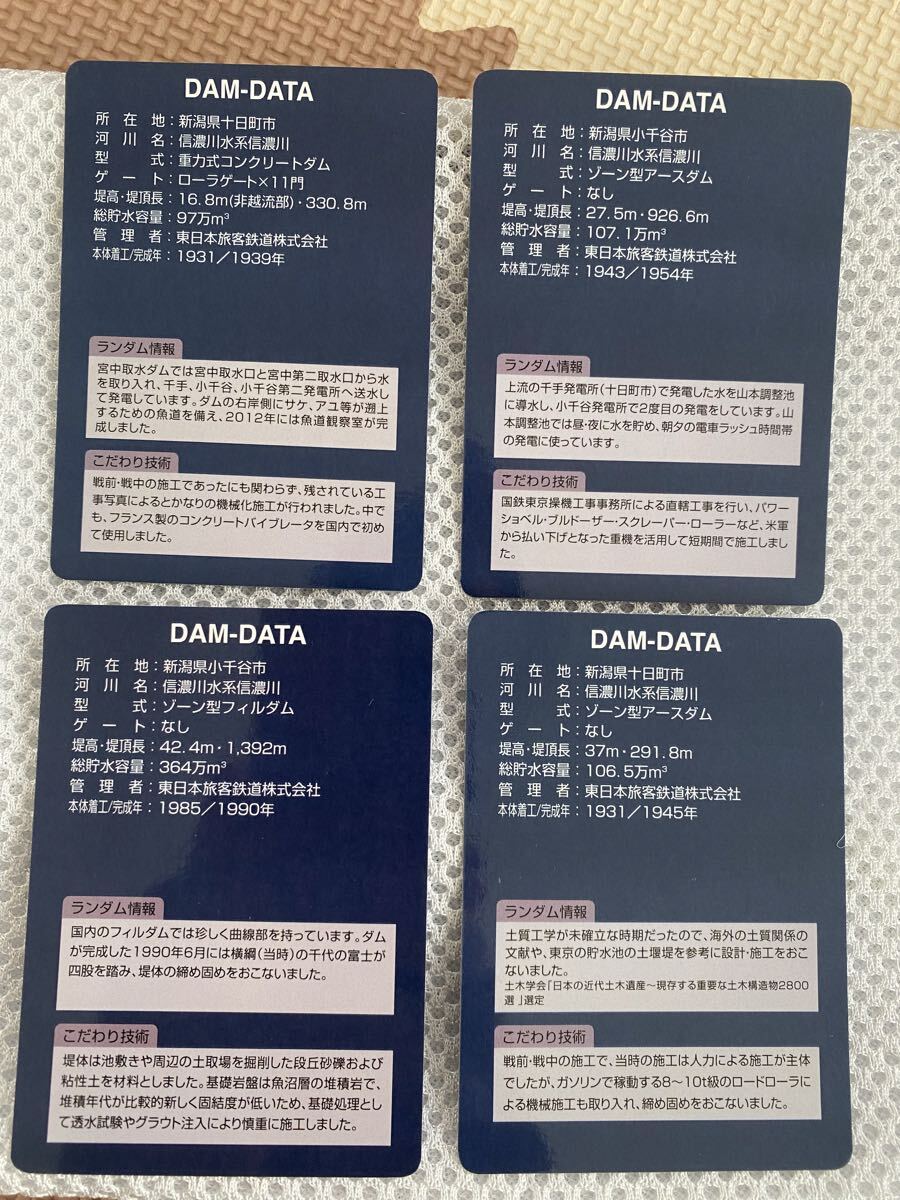 DAM-DATA
所在地：新潟県十日町市
河川名：信濃川水系信濃川
型式：重力式コンクリートダム
ゲート：ローラゲート×11門
堤高・堤頂長：16.8m(非越流部)・330.8m
総貯水容量：97万m³
管理者：東日本旅客鉄道株式会社
本体着工/完成年：1931／1939年
ランダム情報
宮中取水ダムでは宮中取水口と宮中第二取水口から水
を取り入れ、千手、小千谷、小千谷第二発電所へ送水し
て発電しています。ダムの右岸側にサケ、アユ等が遡上
するための魚道を備え、2012年には魚道観察室が完
成しました。
こだわり技術
戦前・戦中の施工であったにも関わらず、残されている工
事写真によるとかなりの機械化施工が行われました。中で
も、フランス製のコンクリートバイブレータを国内で初め
て使用しました。
DAM-DATA
所在地：新潟県小千谷市
河川名：信濃川水系信濃川
型式：ゾーン型アースダム
ゲート：なし
堤高・堤頂長：27.5m・926.6m
総貯水容量：107.1万m³
管理者：東日本旅客鉄道株式会社
本体着工/完成年：1943／1954年
ランダム情報
上流の千手発電所(十日町市)で発電した水を山本調整池
に導水し、小千谷発電所で2度目の発電をしています。山
本調整池では昼・夜に水を貯め、朝夕の電車ラッシュ時間帯
の発電に使っています。
こだわり技術
国鉄東京操機工事事務所による直轄工事を行い、パワー
ショベル・ブルドーザー・スクレーパー・ローラーなど、米軍
から払い下げとなった重機を活用して短期間で施工しまし
た。
DAM-DATA
所在地：新潟県小千谷市
河川名：信濃川水系信濃川
型式：ゾーン型フィルダム
ゲート：なし
堤高・堤頂長：42.4m・1,392m
総貯水容量：364万m³
管理者：東日本旅客鉄道株式会社
本体着工/完成年：1985／1990年
ランダム情報
国内のフィルダムでは珍しく曲線部を持っています。ダム
が完成した1990年6月には横綱(当時)の千代の富士が
四股を踏み、堤体の締め固めをおこないました。
こだわり技術
堤体は池敷きや周辺の土取場を掘削した段丘砂礫および
粘性土を材料としました。基礎岩盤は魚沼層の堆積岩で、
堆積年代が比較的新しく固結度が低いため、基礎処理とし
て透水試験やグラウト注入により慎重に施工しました。
DAM-DATA
所在地：新潟県十日町市
河川名：信濃川水系信濃川
型式：ゾーン型アースダム
ゲート：なし
堤高・堤頂長：37m・291.8m
総貯水容量：106.5万m³
管理者：東日本旅客鉄道株式会社
本体着工/完成年：1931／1945年
ランダム情報
土質工学が未確立な時期だったので、海外の土質関係の
文献や、東京の貯水池の土堰堤を参考に設計・施工をおこ
ないました。
土木学会「日本の近代土木遺産～現存する重要な土木構造物2800
選」選定
こだわり技術
戦前・戦中の施工で、当時の施工は人力による施工が主体
でしたが、ガソリンで稼動する8～10t級のロードローラ
による機械施工も取り入れ、締め固めをおこないました。